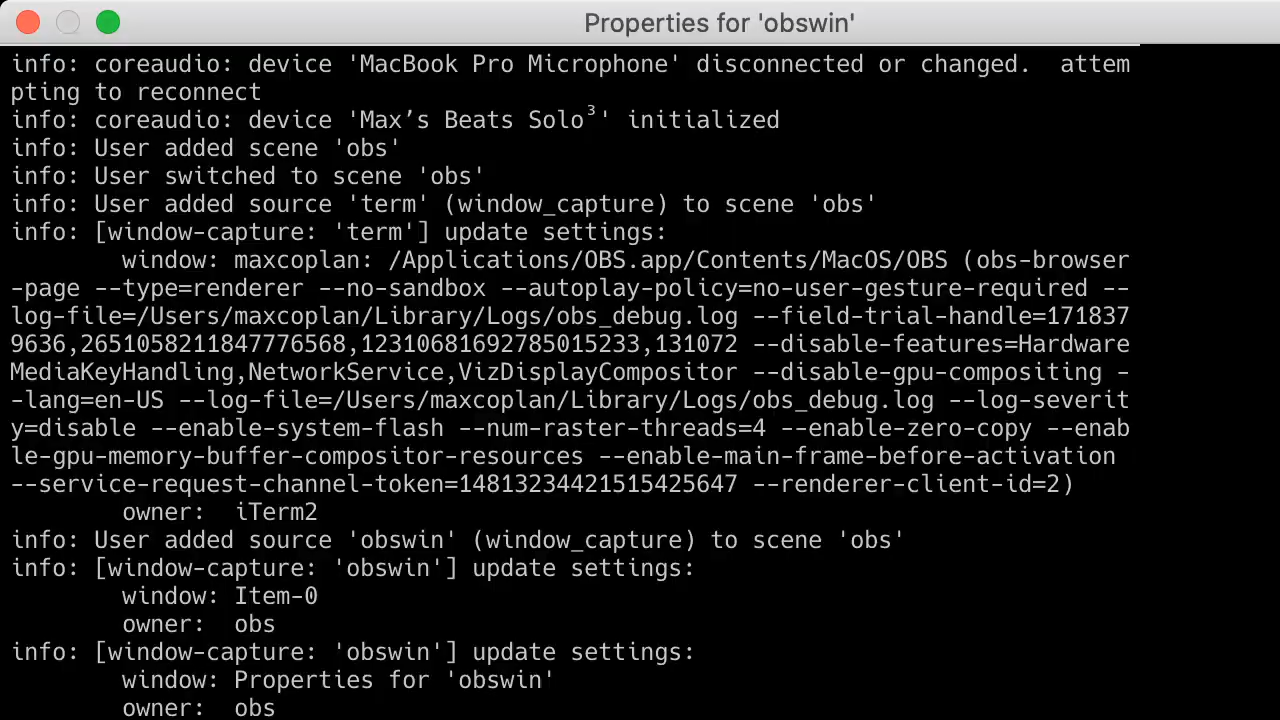 Properties for 'obswin'
info: coreaudio: device 'MacBook Pro Microphone' disconnected or changed.  attem
pting to reconnect
info: coreaudio: device 'Max’s Beats Solo³' initialized
info: User added scene 'obs'
info: User switched to scene 'obs'
info: User added source 'term' (window_capture) to scene 'obs'
info: [window-capture: 'term'] update settings:
        window: maxcoplan: /Applications/OBS.app/Contents/MacOS/OBS (obs-browser
-page --type=renderer --no-sandbox --autoplay-policy=no-user-gesture-required --
log-file=/Users/maxcoplan/Library/Logs/obs_debug.log --field-trial-handle=171837
9636,2651058211847776568,12310681692785015233,131072 --disable-features=Hardware
MediaKeyHandling,NetworkService,VizDisplayCompositor --disable-gpu-compositing -
-lang=en-US --log-file=/Users/maxcoplan/Library/Logs/obs_debug.log --log-severit
y=disable --enable-system-flash --num-raster-threads=4 --enable-zero-copy --enab
le-gpu-memory-buffer-compositor-resources --enable-main-frame-before-activation
--service-request-channel-token=14813234421515425647 --renderer-client-id=2)
        owner:  iTerm2
info: User added source 'obswin' (window_capture) to scene 'obs'
info: [window-capture: 'obswin'] update settings:
        window: Item-0
        owner:  obs
info: [window-capture: 'obswin'] update settings:
        window: Properties for 'obswin'
        owner:  obs